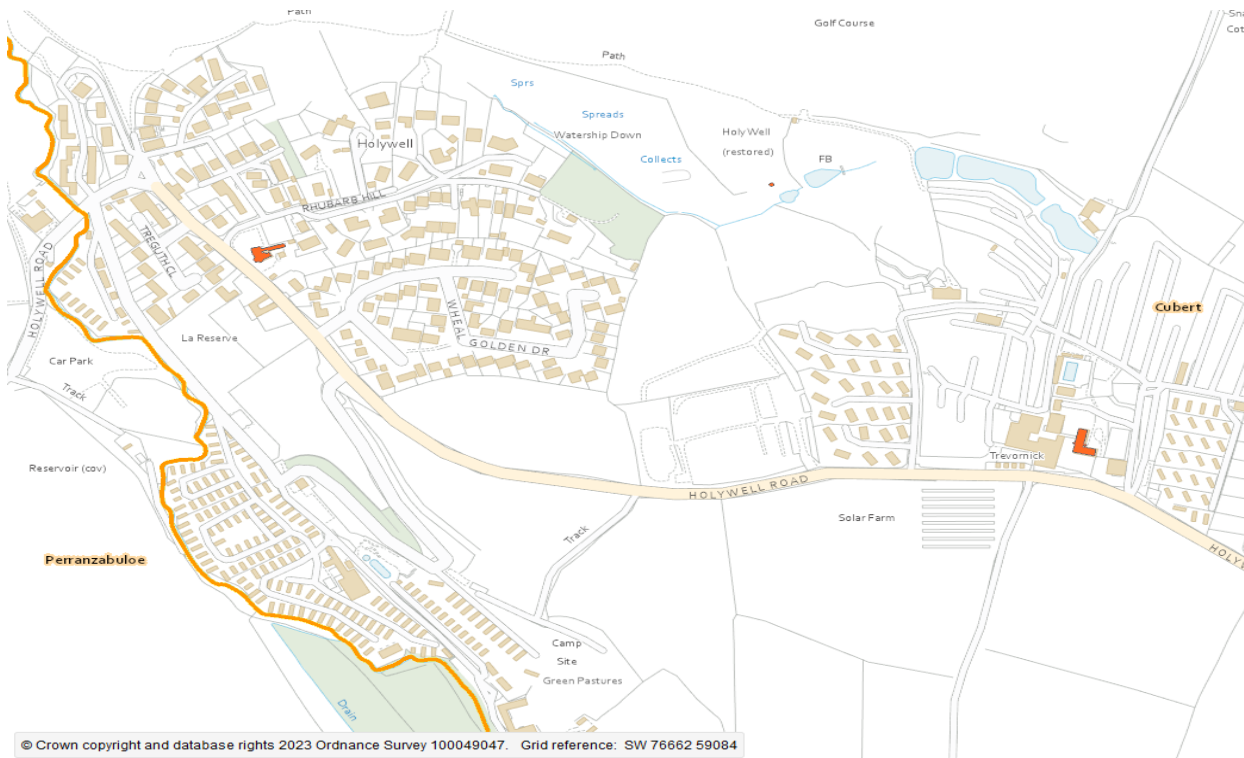 Path
Golf Course
Sna
Cot
Path
Sprs
Spreads
Watership Down
Collects
Holy Well
(restored)
FB
Holywell
RHUBARB HILL
TREGUTH CL
HOLYWELL ROAD
WHEAL GOLDEN DR
Cubert
La Reserve
Car Park
Track
Reservoir (cov)
Trevornick
HOLYWELL ROAD
Solar Farm
Track
HOLYW
Perranzabuloe
Camp
Site
Green Pastures
Drain
© Crown copyright and database rights 2023 Ordnance Survey 100049047. Grid reference: SW 76662 59084